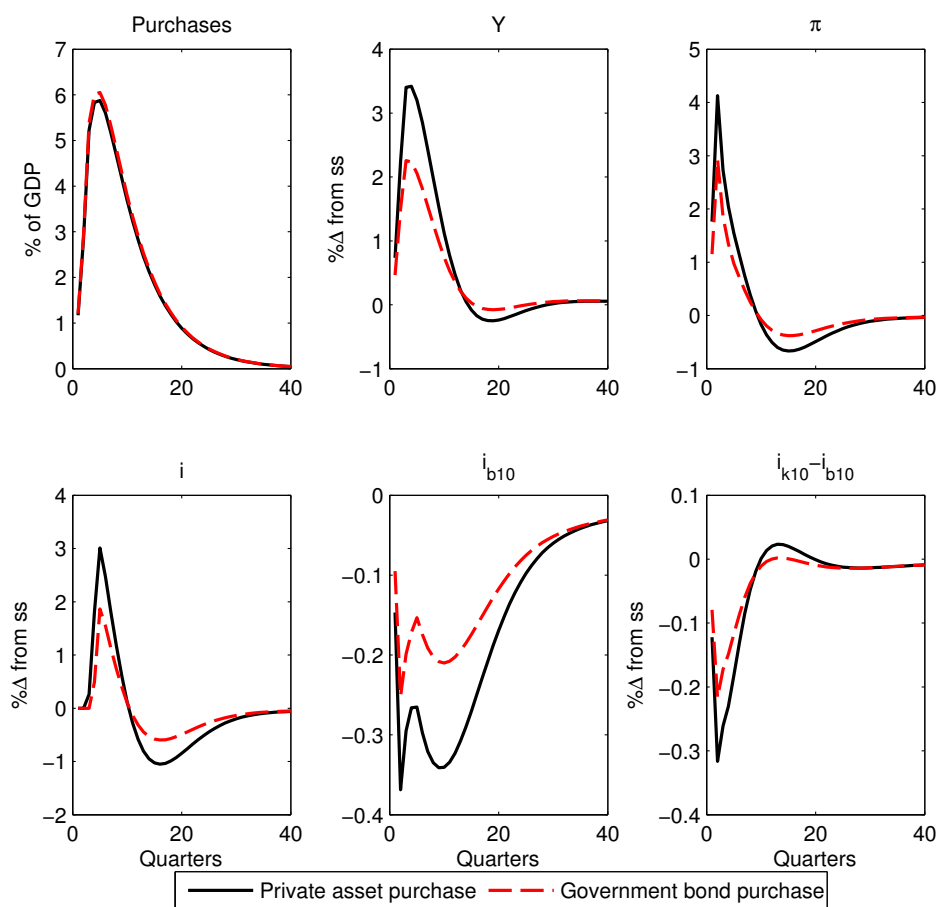 Purchases
Y
π
7
6
5
4
3
2
1
0
% of GDP
0 20 40
4
3
2
1
0
−1
%Δ from ss
0 20 40
5
4
3
2
1
0
−1
%Δ from ss
0 20 40
i
i_b10
i_k10−i_b10
4
3
2
1
0
−1
−2
%Δ from ss
0 20 40
Quarters
0
−0.1
−0.2
−0.3
−0.4
%Δ from ss
0 20 40
Quarters
0.1
0
−0.1
−0.2
−0.3
−0.4
%Δ from ss
0 20 40
Quarters
Private asset purchase Government bond purchase